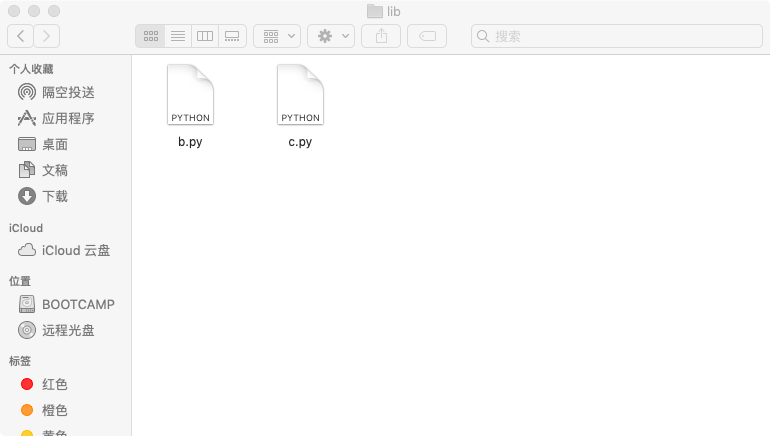 lib
搜索
个人收藏
隔空投送
应用程序
桌面
文稿
下载
iCloud
iCloud 云盘
位置
BOOTCAMP
远程光盘
标签
红色
橙色
黄色
PYTHON
PYTHON
b.py
c.py